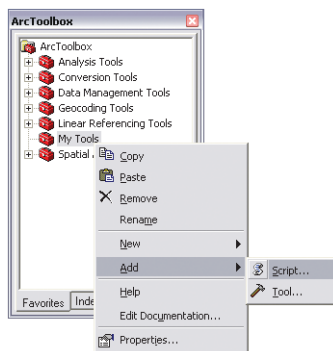 ArcToolbox
ArcToolbox
Analysis Tools
Conversion Tools
Data Management Tools
Geocoding Tools
Linear Referencing Tools
My Tools
Spatial
Copy
Paste
Remove
Rename
New
Add
Help
Edit Documentation...
Properties...
Script...
Tool...
Favorites